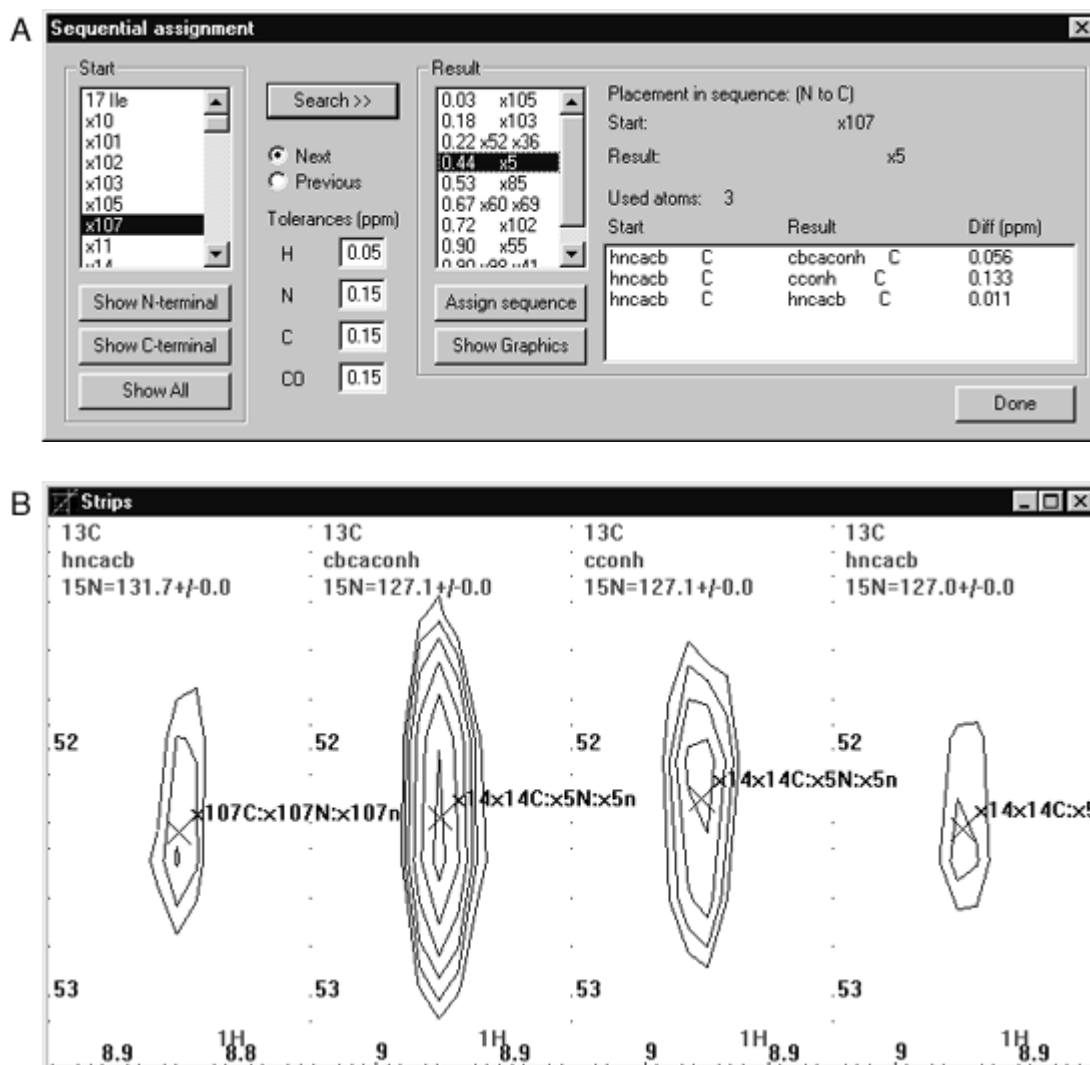 A
Sequential assignment
Start
17 Ile
x10
x101
x102
x103
x105
x107
x11
x14
Show N-terminal
Show C-terminal
Show All
Search >>
Next
Previous
Tolerances (ppm)
H 0.05
N 0.15
C 0.15
CO 0.15
Result
0.03 x105
0.18 x103
0.22 x52 x36
0.44 x5
0.53 x85
0.67 x60 x69
0.72 x102
0.90 x55
0.90 x98 x41
Assign sequence
Show Graphics
Placement in sequence: (N to C)
Start: x107
Result: x5
Used atoms: 3
Start Result Diff (ppm)
hncacb C cbcaconh C 0.056
hncacb C cconh C 0.133
hncacb C hncacb C 0.011
Done
B
Strips
13C 13C 13C 13C
hncacb cbcaconh cconh hncacb
15N=131.7+/-0.0 15N=127.1+/-0.0 15N=127.1+/-0.0 15N=127.0+/-0.0
.52 .52 .52 .52
x107C:x107N:x107n x14x14C:x5N:x5n x14x14C:x5N:x5n x14x14C:x5
.53 .53 .53 .53
1H 1H 1H 1H
8.9 8.8 9 8.9 9 8.9 9 8.9